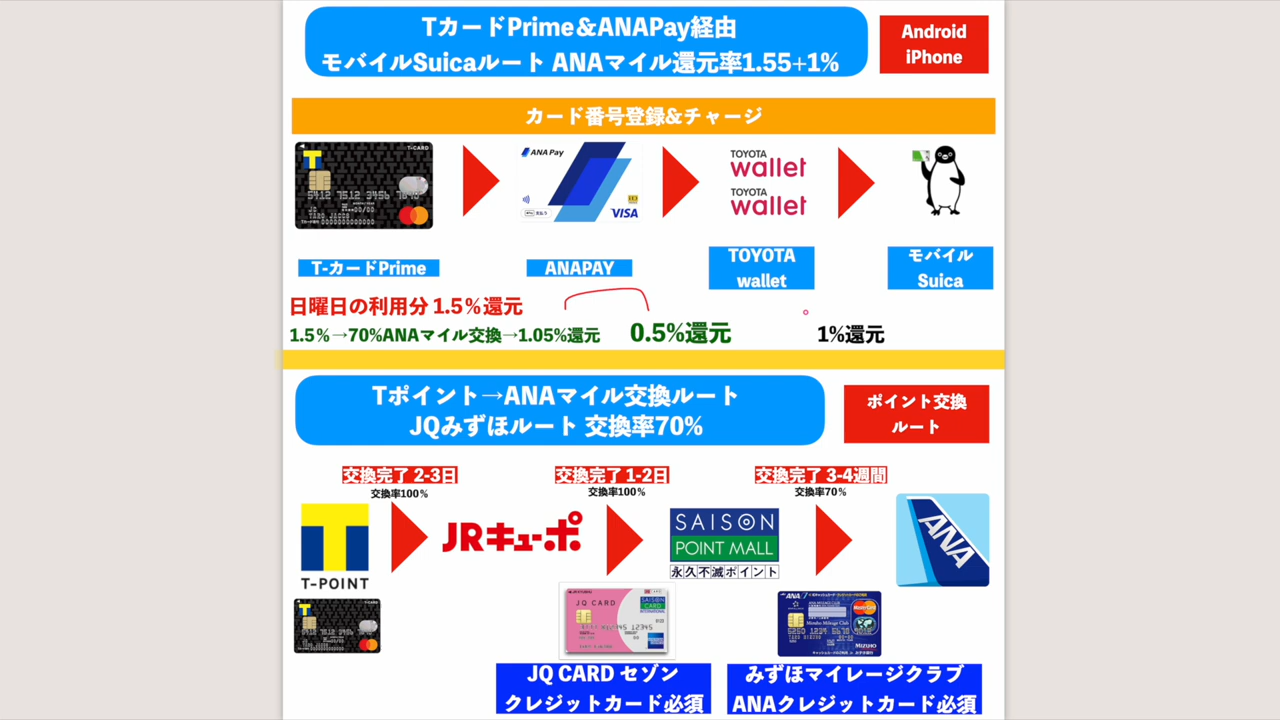 TカードPrime&ANAPay経由
モバイルSuicaルート ANAマイル還元率1.55+1%
Android
iPhone
カード番号登録&チャージ
T-CARD
ANA Pay
VISA
TOYOTA
wallet
TOYOTA
wallet
T-カードPrime
ANAPAY
TOYOTA
wallet
モバイル
Suica
日曜日の利用分 1.5%還元
1.5%→70%ANAマイル交換→1.05%還元
0.5%還元
1%還元
Tポイント→ANAマイル交換ルート
JQみずほルート 交換率70%
ポイント交換
ルート
交換完了 2-3日
交換率100%
交換完了 1-2日
交換率100%
交換完了 3-4週間
交換率70%
T-POINT
JRキューポ
SAISON
POINT MALL
永久不滅ポイント
ANA
JQ CARD
SAISON
CARD
INTERNATIONAL
ANA
MasterCard
Mizuho Mileage Club
MIZUHO
JQ CARD セゾン
クレジットカード必須
みずほマイレージクラブ
ANAクレジットカード必須